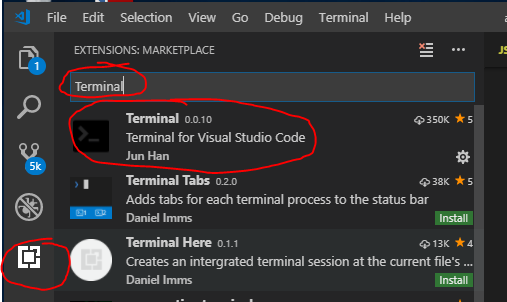 File Edit Selection View Go Debug Terminal Help
EXTENSIONS: MARKETPLACE
JS
1
Terminal
Terminal 0.0.10 350K 5
Terminal for Visual Studio Code
Jun Han
5k
Terminal Tabs 0.2.0 38K 5
Adds tabs for each terminal process to the status bar
Daniel Imms Install
Terminal Here 0.1.1 13K 4
Creates an intergrated terminal session at the current file's ...
Daniel Imms Install